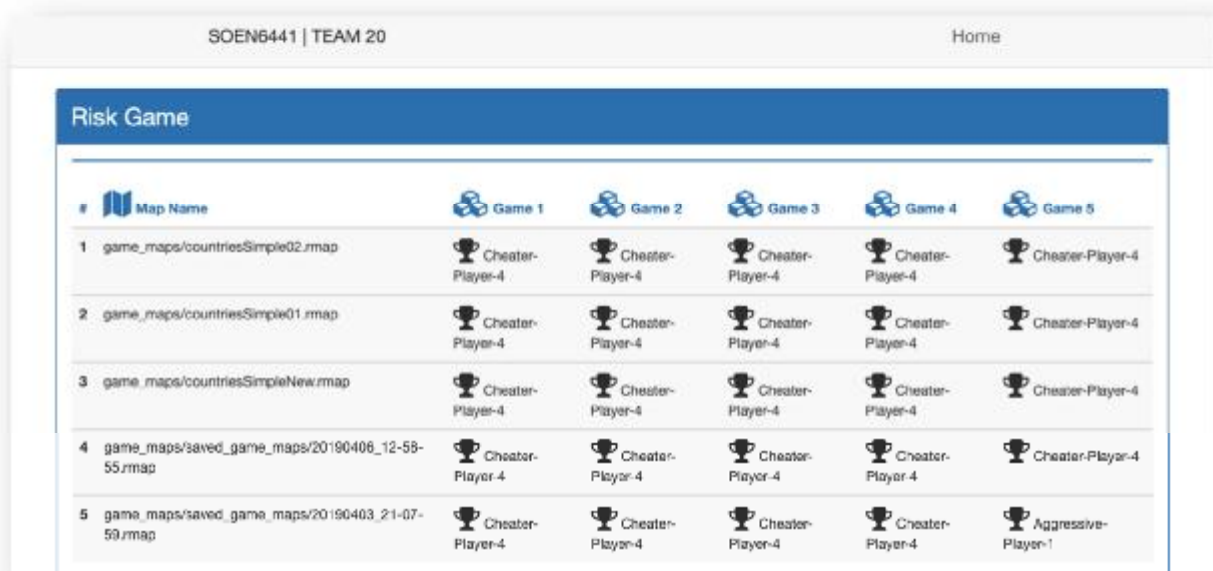 SOEN6441 | TEAM 20 Home
Risk Game
# Map Name Game 1 Game 2 Game 3 Game 4 Game 5
1 game_maps/countriesSimple02.rmap Cheater- Cheater- Cheater- Cheater- Cheater-Player-4
Player-4 Player-4 Player-4 Player-4
2 game_maps/countriesSimple01.rmap Cheater- Cheater- Cheater- Cheater- Cheater-Player-4
Player-4 Player-4 Player-4 Player-4
3 game_maps/countriesSimpleNew.rmap Cheater- Cheater- Cheater- Cheater- Cheater-Player-4
Player-4 Player-4 Player-4 Player-4
4 game_maps/saved_game_maps/20190406_12-58- Cheater- Cheater- Cheater- Cheater- Cheater-Player-4
55.rmap Player-4 Player-4 Player-4 Player-4
5 game_maps/saved_game_maps/20190403_21-07- Cheater- Cheater- Cheater- Cheater- Aggressive-
59.rmap Player-4 Player-4 Player-4 Player-4 Player-1